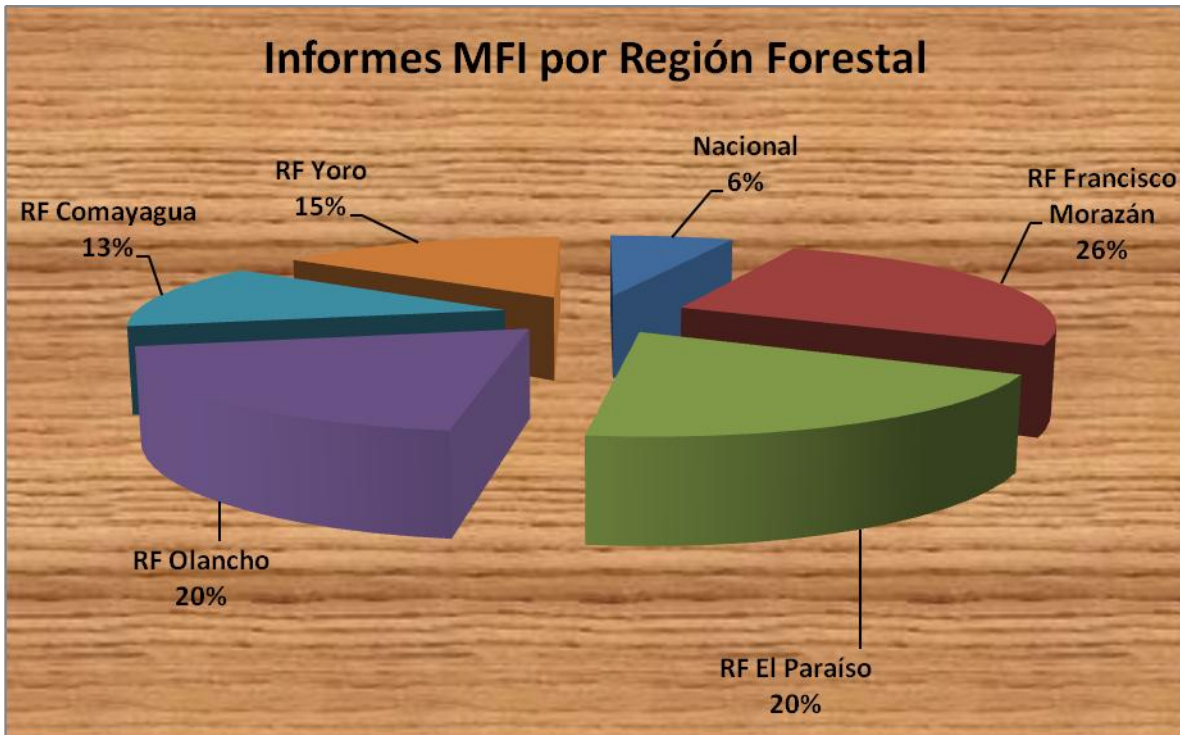 Informes MFI por Región Forestal
Nacional
6%
RF Francisco
Morazán
26%
RF El Paraíso
20%
RF Olancho
20%
RF Comayagua
13%
RF Yoro
15%